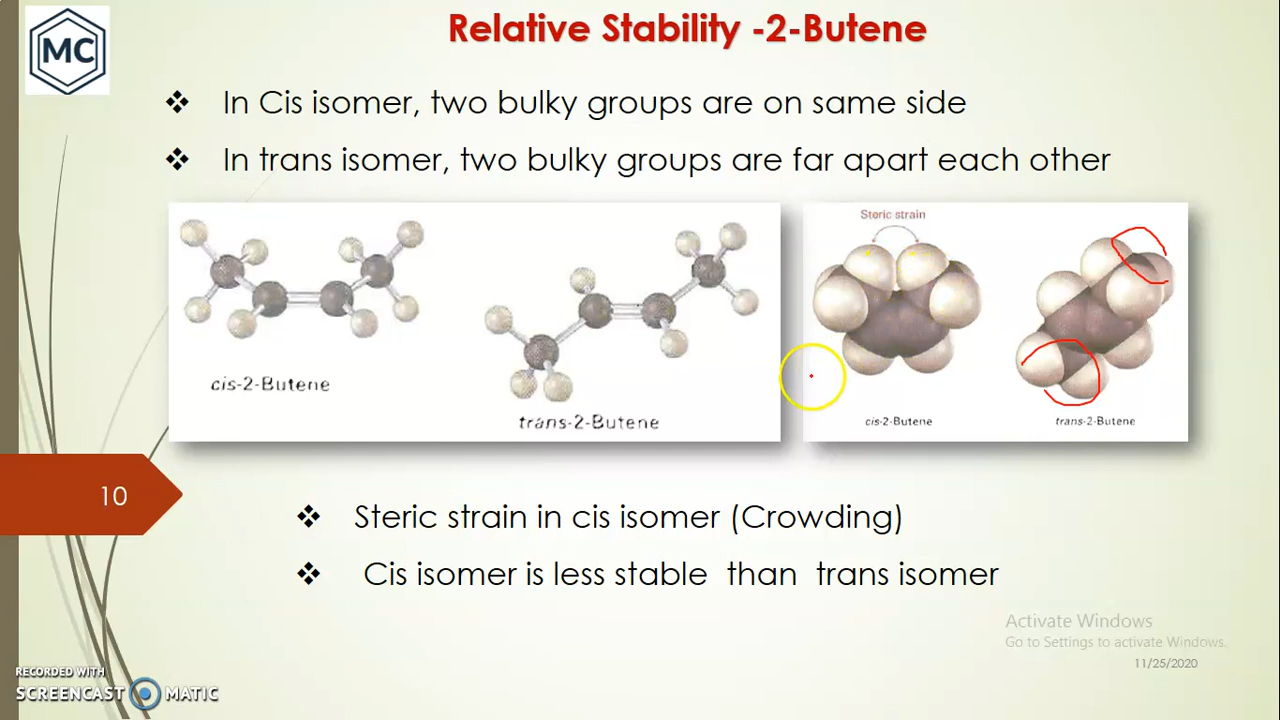 MC
Relative Stability -2-Butene
❖ In Cis isomer, two bulky groups are on same side
❖ In trans isomer, two bulky groups are far apart each other
Steric strain
cis-2-Butene
trans-2-Butene
cis-2-Butene
trans-2-Butene
10
❖ Steric strain in cis isomer (Crowding)
❖ Cis isomer is less stable than trans isomer
Activate Windows
Go to Settings to activate Windows.
11/25/2020
RECORDED WITH
SCREENCAST MATIC